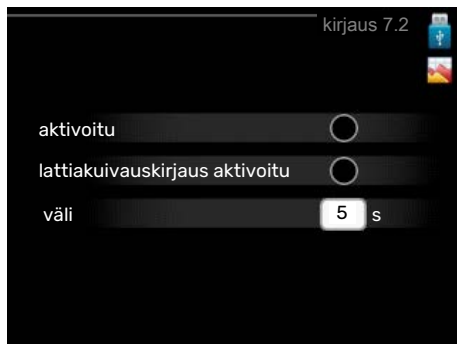 kirjaus 7.2
aktivoitu
lattiakuivauskirjaus aktivoitu
väli 5 s